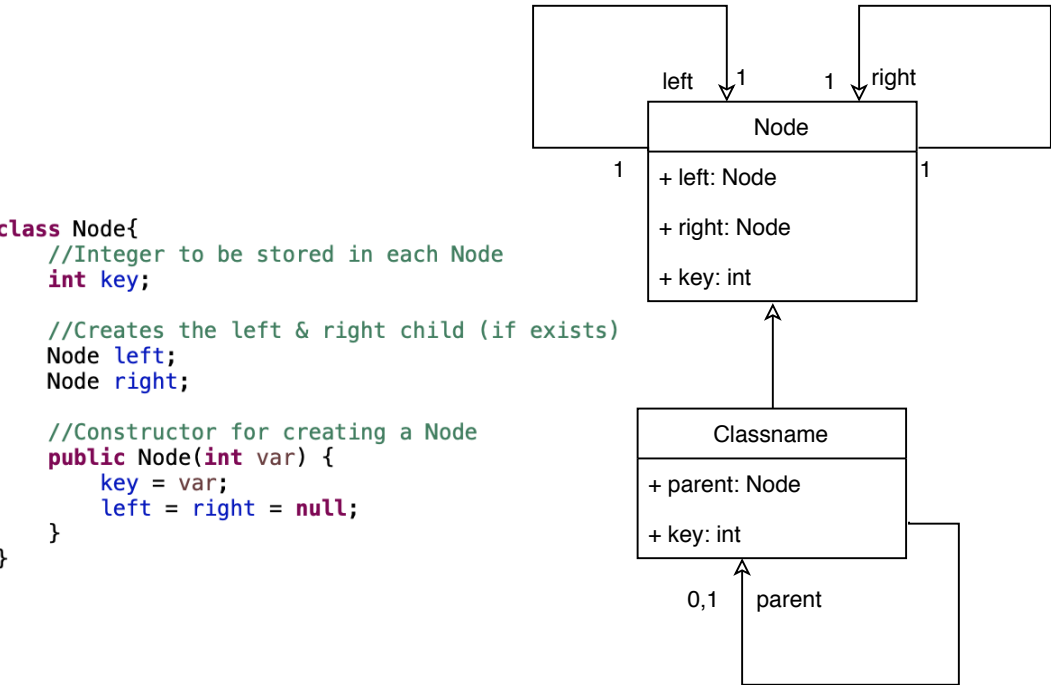 class Node{
//Integer to be stored in each Node
int key;
//Creates the left & right child (if exists)
Node left;
Node right;
//Constructor for creating a Node
public Node(int var) {
key = var;
left = right = null;
}
}
left 1
1 right
Node
1
1
+ left: Node
+ right: Node
+ key: int
Classname
+ parent: Node
+ key: int
0,1 parent